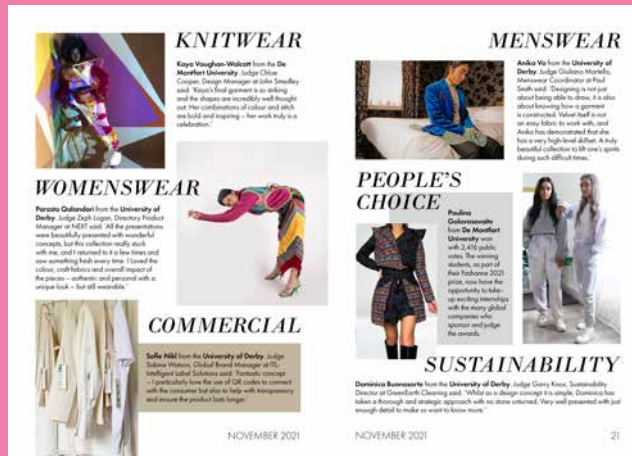 KNITWEAR
Kaya Vaughan-Walcott from the De
Montfort University. Judge Chloe
Cooper, Design Manager at John Smedley
said: 'Kaya's final garment is so striking
and the shapes are incredibly well thought
out. Her combinations of colour and stitch
are bold and inspiring – her work truly is a
celebration.'
WOMENSWEAR
Parasta Qalandari from the University of
Derby. Judge Zeph Logan, Directory Product
Manager at NEXT said: 'All the presentations
were beautifully presented with wonderful
concepts, but this collection really stuck
with me, and I returned to it a few times and
saw something fresh every time. I loved the
colour, craft fabrics and overall impact of
the pieces – authentic and personal with a
unique look – but still wearable.'
COMMERCIAL
Sofie Nikl from the University of Derby. Judge
Sabine Watson, Global Brand Manager at ITL-
Intelligent Label Solutions said: 'Fantastic concept
– I particularly love the use of QR codes to connect
with the consumer but also to help with transparency
and ensure the product lasts longer.'
NOVEMBER 2021
MENSWEAR
Anika Vo from the University of
Derby. Judge Giuliano Martello,
Menswear Coordinator at Paul
Smith said: 'Designing is not just
about being able to draw, it is also
about knowing how a garment
is constructed. Velvet itself is not
an easy fabric to work with, and
Anika has demonstrated that she
has a very high-level skillset. A truly
beautiful collection to lift one's spirits
during such difficult times.'
PEOPLE'S
CHOICE
Paulina
from De Montfort
University won
with 2,416 public
votes. The winning
students, as part of
their Fashanne 2021
prize, now have the
opportunity to take-
up exciting internships
with the many global
companies who
sponsor and judge
the awards.
SUSTAINABILITY
Dominica Buonasorte from the University of Derby. Judge Garry Knox, Sustainability
Director at GreenEarth Cleaning said: 'Whilst as a design concept it is simple, Dominica has
taken a thorough and strategic approach with no stone unturned. Very well presented with just
enough detail to make us want to know more.'
NOVEMBER 2021
21